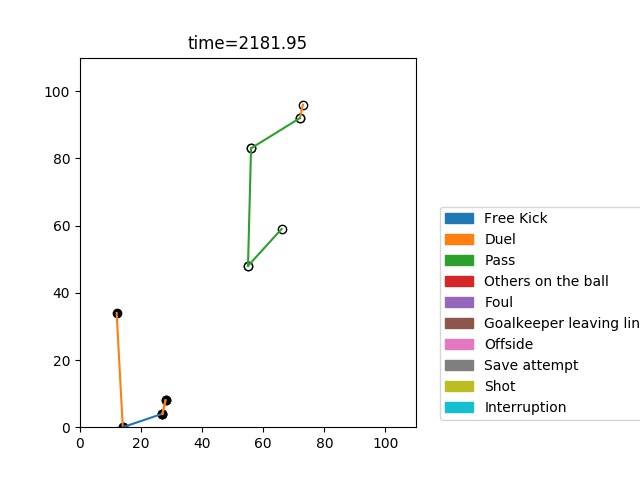 time=2181.95
100
80
60
40
20
0
0 20 40 60 80 100
Free Kick
Duel
Pass
Others on the ball
Foul
Goalkeeper leaving lin
Offside
Save attempt
Shot
Interruption